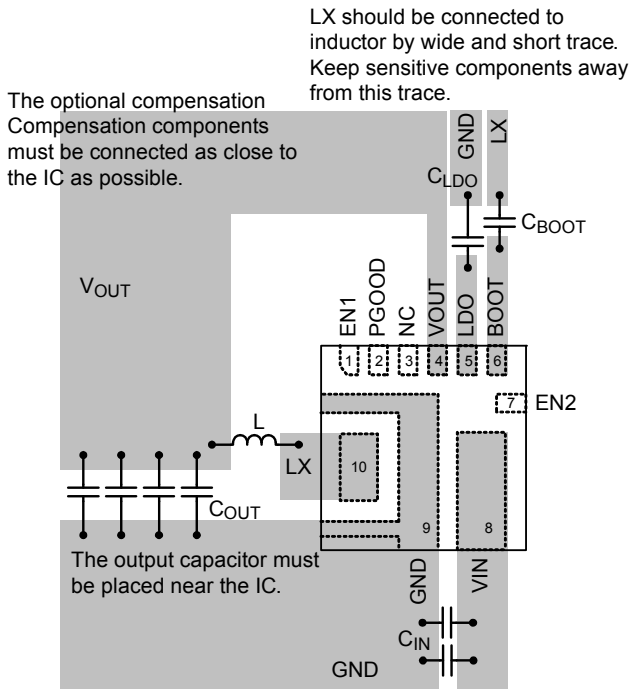 LX should be connected to
inductor by wide and short trace.
Keep sensitive components away
from this trace.
The optional compensation
Compensation components
must be connected as close to
the IC as possible.
GND
LX
CLDO
CBOOT
VOUT
EN1
PGOOD
NC
VOUT
LDO
BOOT
1
2
3
4
5
6
7
EN2
L
LX
10
COUT
9
8
The output capacitor must
be placed near the IC.
GND
VIN
CIN
GND